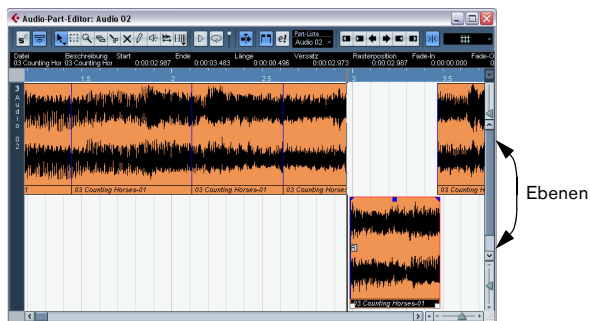 Audio-Part-Editor: Audio 02
Part-Liste
Audio 02
Datei Beschreibung Start Ende Länge Versatz Rasterposition Fade-In Fade-O
03 Counting Hor 03 Counting Hor 0:00:02.987 0:00:03.483 0:00:00.496 0:00:02.973 0:00:02.987 0:00:00.000 0
1.5 2 2.5 3 3.5
3
Audio 02
03 Counting Horses-01 03 Counting Horses-01 03 Counting Horse: 03 Counting H
Ebenen
03 Counting Horses-01